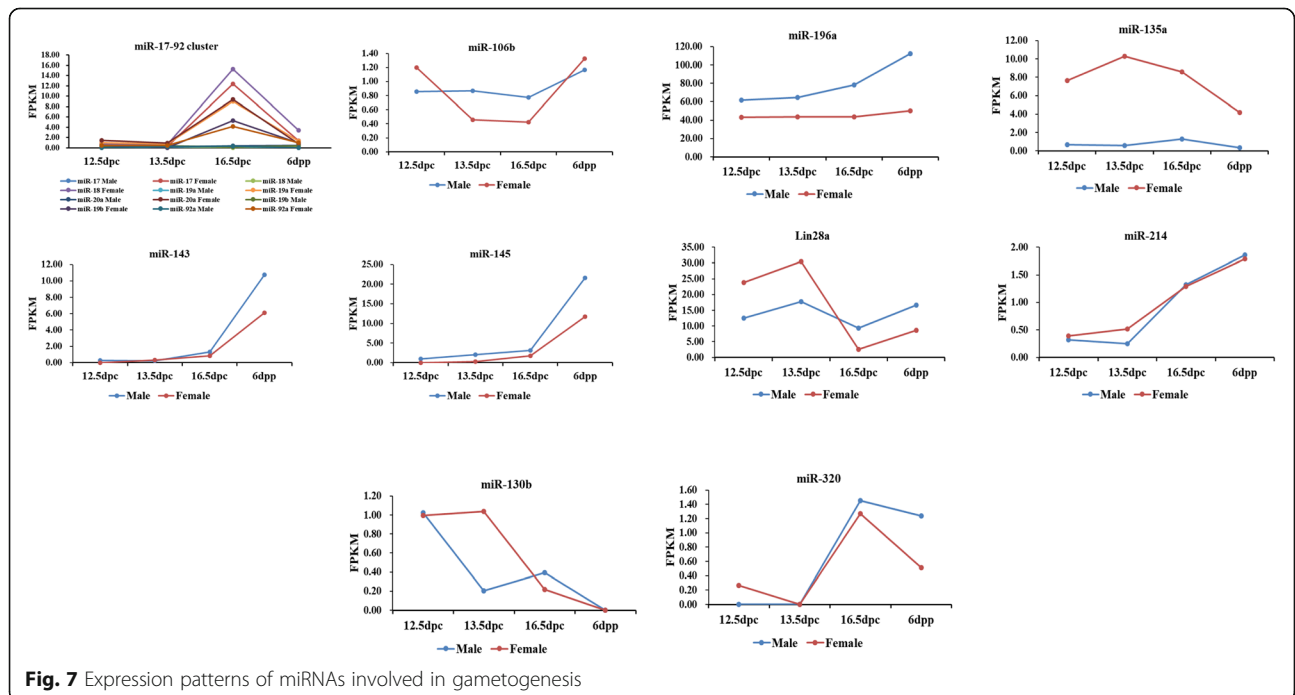 miR-17-92 cluster
FPKM
18.00
16.00
14.00
12.00
10.00
8.00
6.00
4.00
2.00
0.00
12.5dpc 13.5dpc 16.5dpc 6dpp
miR-17 Male miR-17 Female miR-18 Male
miR-18 Female miR-19a Male miR-19a Female
miR-20a Male miR-20a Female miR-19b Male
miR-19b Female miR-92a Male miR-92a Female
miR-106b
FPKM
1.40
1.20
1.00
0.80
0.60
0.40
0.20
0.00
12.5dpc 13.5dpc 16.5dpc 6dpp
Male Female
miR-196a
FPKM
120.00
100.00
80.00
60.00
40.00
20.00
0.00
12.5dpc 13.5dpc 16.5dpc 6dpp
Male Female
miR-135a
FPKM
12.00
10.00
8.00
6.00
4.00
2.00
0.00
12.5dpc 13.5dpc 16.5dpc 6dpp
Male Female
miR-143
FPKM
12.00
10.00
8.00
6.00
4.00
2.00
0.00
12.5dpc 13.5dpc 16.5dpc 6dpp
Male Female
miR-145
FPKM
25.00
20.00
15.00
10.00
5.00
0.00
12.5dpc 13.5dpc 16.5dpc 6dpp
Male Female
Lin28a
FPKM
35.00
30.00
25.00
20.00
15.00
10.00
5.00
0.00
12.5dpc 13.5dpc 16.5dpc 6dpp
Male Female
miR-214
FPKM
2.00
1.50
1.00
0.50
0.00
12.5dpc 13.5dpc 16.5dpc 6dpp
Male Female
miR-130b
FPKM
1.20
1.00
0.80
0.60
0.40
0.20
0.00
12.5dpc 13.5dpc 16.5dpc 6dpp
Male Female
miR-320
FPKM
1.60
1.40
1.20
1.00
0.80
0.60
0.40
0.20
0.00
12.5dpc 13.5dpc 16.5dpc 6dpp
Male Female
Fig. 7 Expression patterns of miRNAs involved in gametogenesis